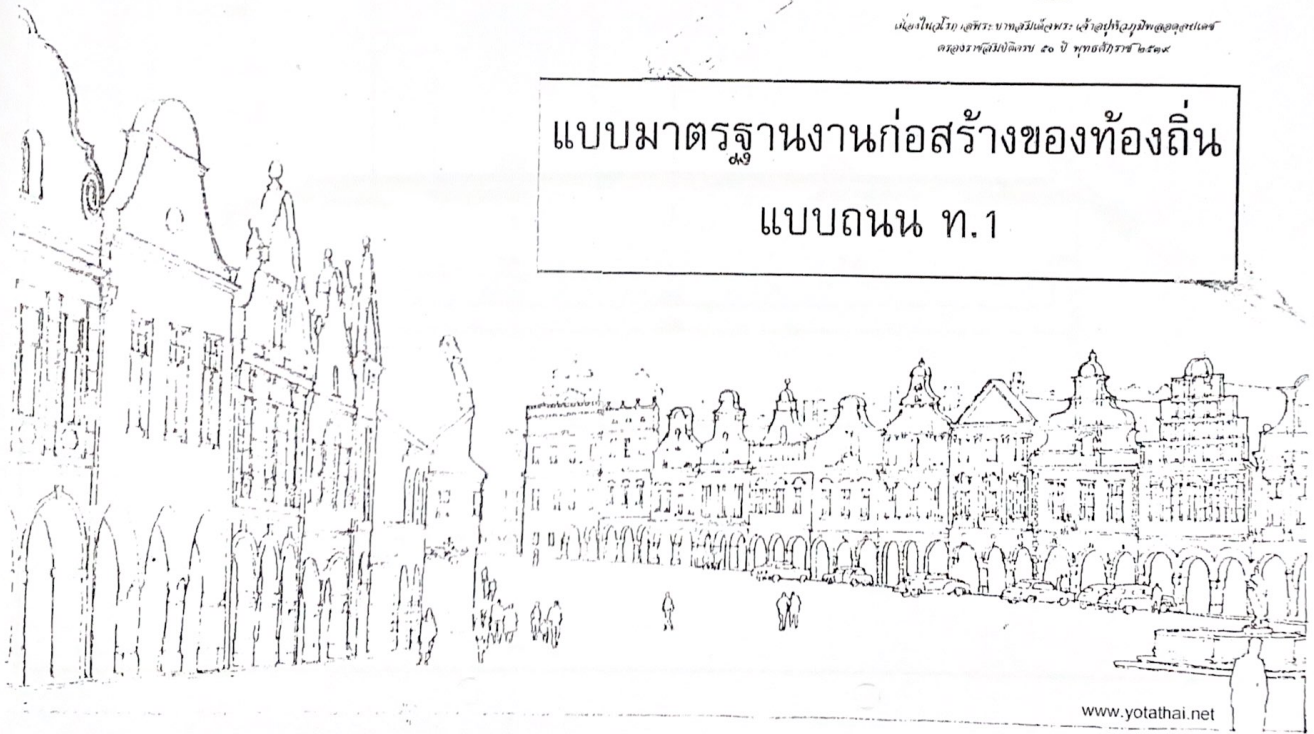 เนื่องในวโรกาสพระบาทสมเด็จพระเจ้าอยู่หัวภูมิพลอดุลยเดช
ครองราชสมบัติครบ ๕๐ ปี พุทธศักราช ๒๕๓๙
แบบมาตรฐานงานก่อสร้างของท้องถิ่น
แบบถนน ท.1
www.yotathai.net